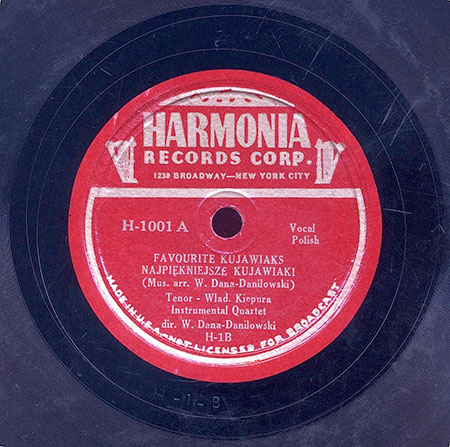 HARMONIA
RECORDS CORP.
1239 BROADWAY—NEW YORK CITY
H-1001 A
Vocal
Polish
FAVOURITE KUJAWIAKS
NAJPIĘKNIEJSZE KUJAWIAKI
(Mus. arr. W. Dana-Danilowski)
Tenor - Wład. Kiepura
Instrumental Quartet
dir. W. Dana-Danilowski
H-1B
MADE-IN-U.S.A.-NOT-LICENSED FOR BROADCAST
H-1-B